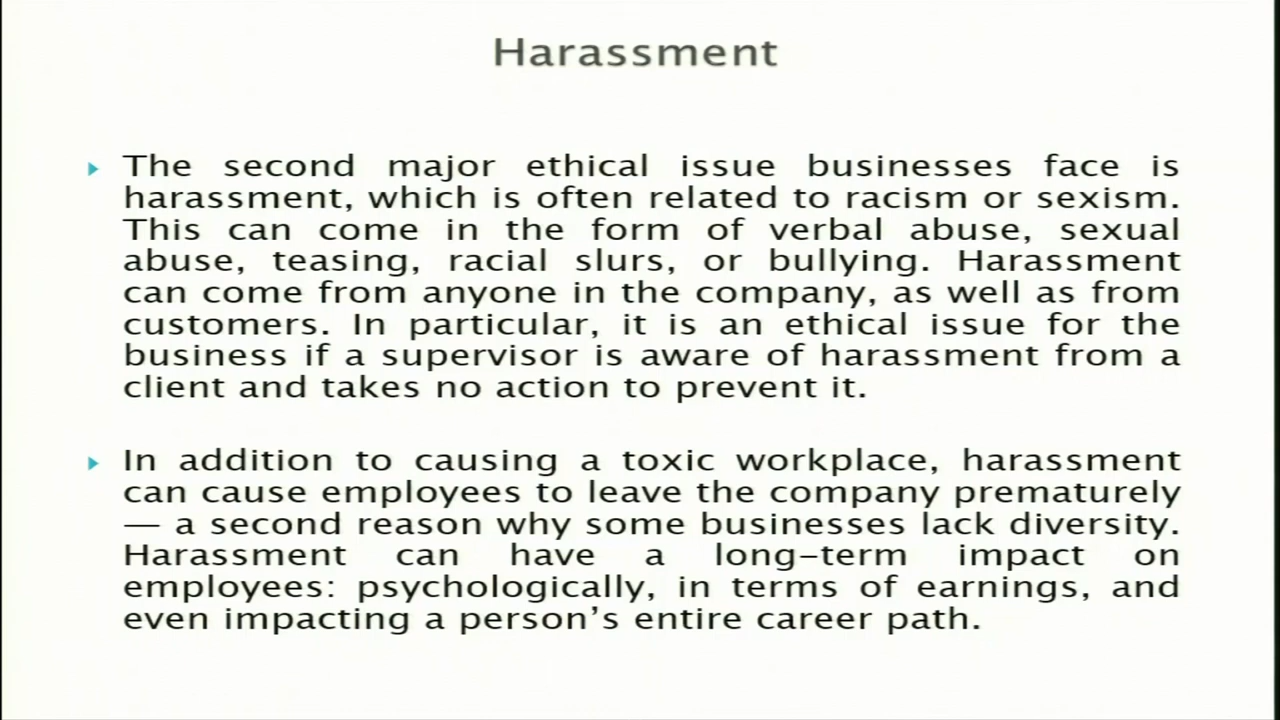 Harassment
The second major ethical issue businesses face is
harassment, which is often related to racism or sexism.
This can come in the form of verbal abuse, sexual
abuse, teasing, racial slurs, or bullying. Harassment
can come from anyone in the company, as well as from
customers. In particular, it is an ethical issue for the
business if a supervisor is aware of harassment from a
client and takes no action to prevent it.
In addition to causing a toxic workplace, harassment
can cause employees to leave the company prematurely
— a second reason why some businesses lack diversity.
Harassment can have a long-term impact on
employees: psychologically, in terms of earnings, and
even impacting a person’s entire career path.